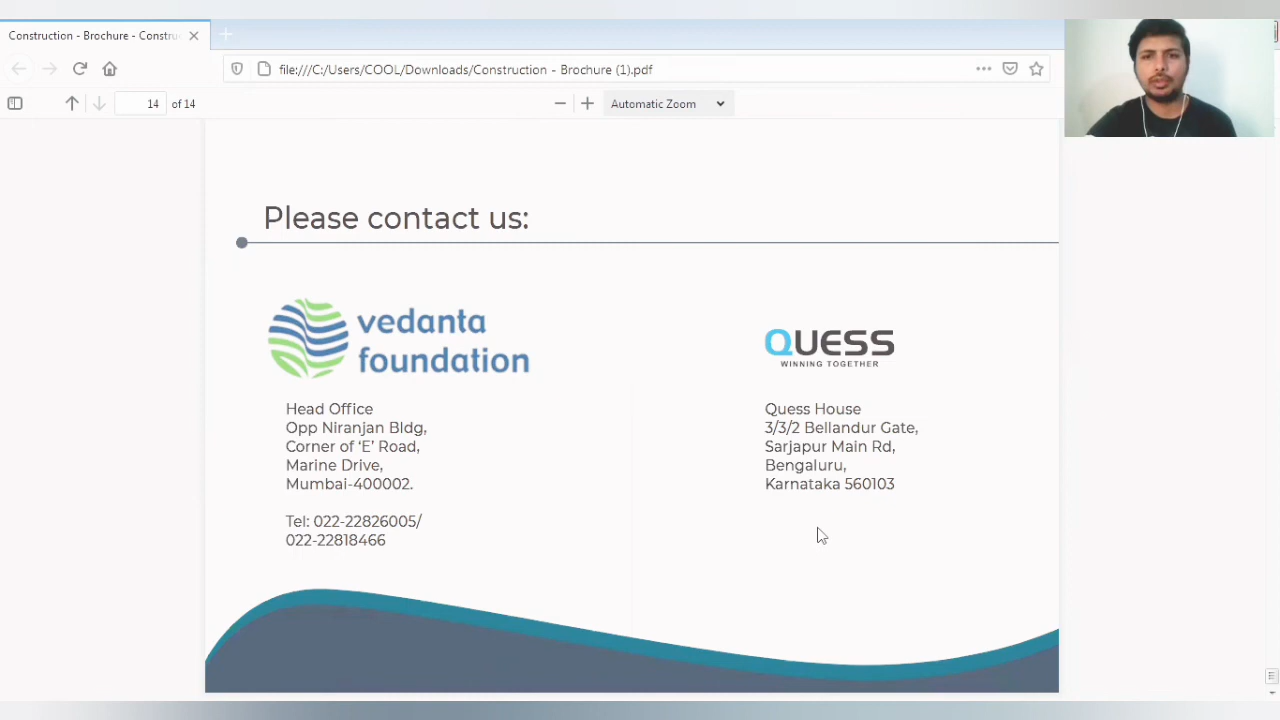 Construction - Brochure - Constru
file:///C:/Users/COOL/Downloads/Construction - Brochure (1).pdf
14 of 14
Automatic Zoom
Please contact us:
vedanta
foundation
Head Office
Opp Niranjan Bldg,
Corner of ‘E’ Road,
Marine Drive,
Mumbai-400002.
Tel: 022-22826005/
022-22818466
QUESS
WINNING TOGETHER
Quess House
3/3/2 Bellandur Gate,
Sarjapur Main Rd,
Bengaluru,
Karnataka 560103